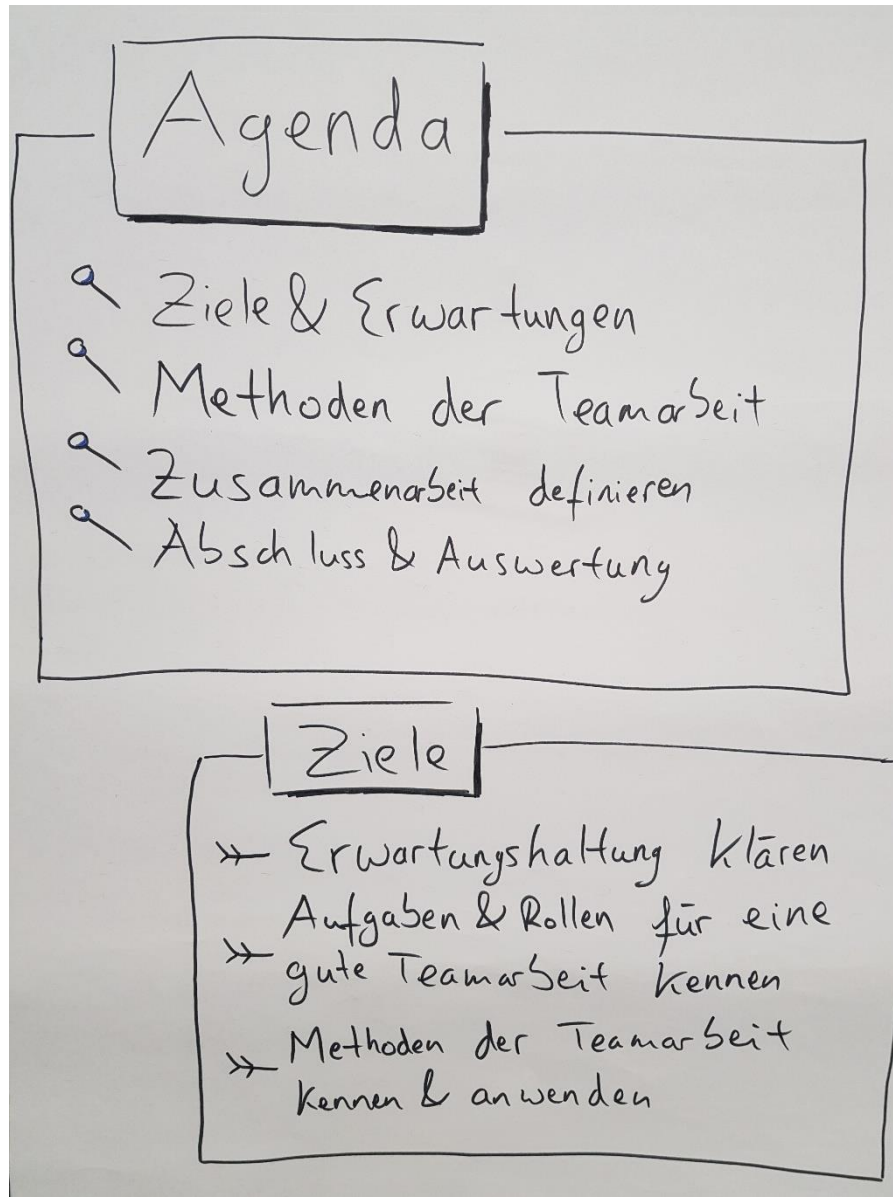 Agenda
Ziele & Erwartungen
Methoden der Teamarbeit
Zusammenarbeit definieren
Abschluss & Auswertung
Ziele
Erwartungshaltung klären
Aufgaben & Rollen für eine
gute Teamarbeit kennen
Methoden der Teamarbeit
kennen & anwenden